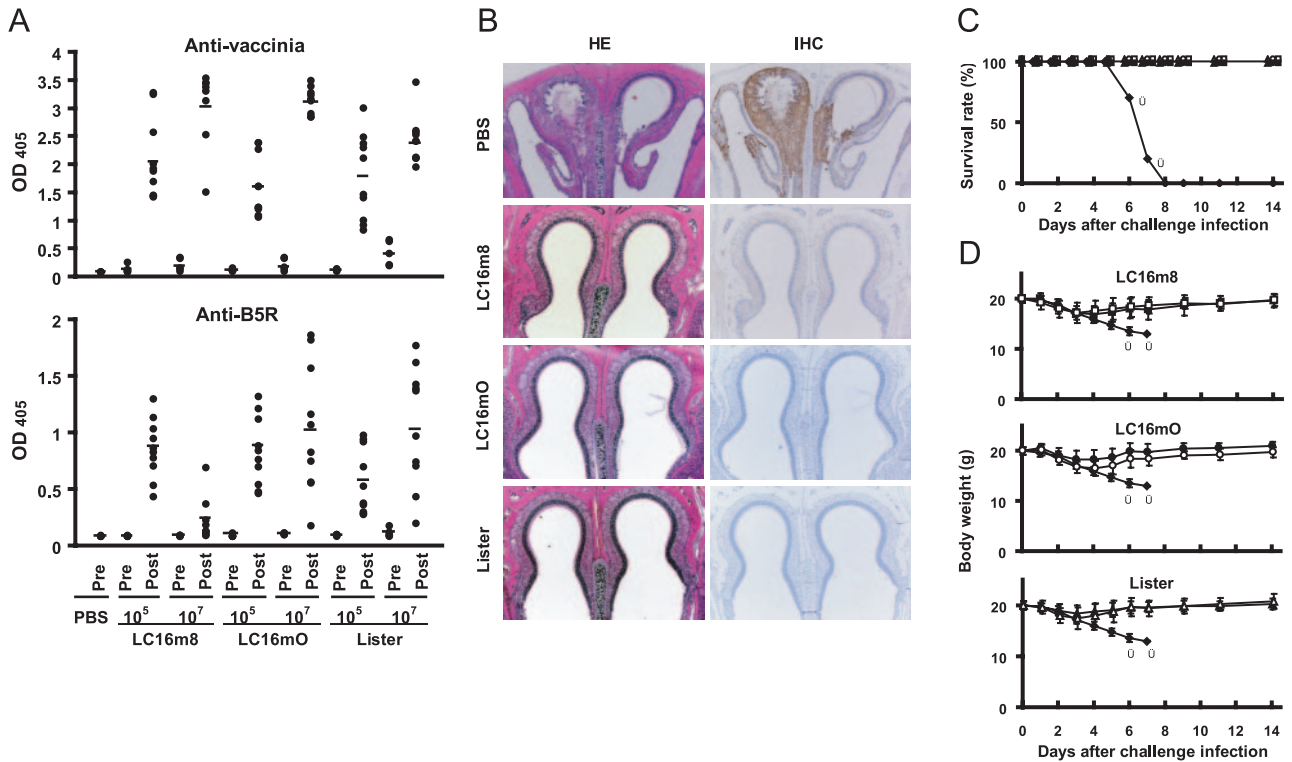 A
Anti-vaccinia
4
3.5
3
2.5
2
1.5
1
0.5
0
OD 405
Anti-B5R
2
1.5
1
0.5
0
OD 405
Pre Pre Post Pre Post Pre Post Pre Post Pre Post Pre Post
PBS 10^5 10^7 10^5 10^7 10^5 10^7
LC16m8 LC16mO Lister
B
HE IHC
PBS
LC16m8
LC16mO
Lister
C
Survival rate (%)
100
50
0
Ü
Ü
0 2 4 6 8 10 12 14
Days after challenge infection
D
LC16m8
20
10
0
Ü Ü
LC16mO
20
10
0
Ü Ü
Body weight (g)
Lister
20
10
0
Ü Ü
0 2 4 6 8 10 12 14
Days after challenge infection